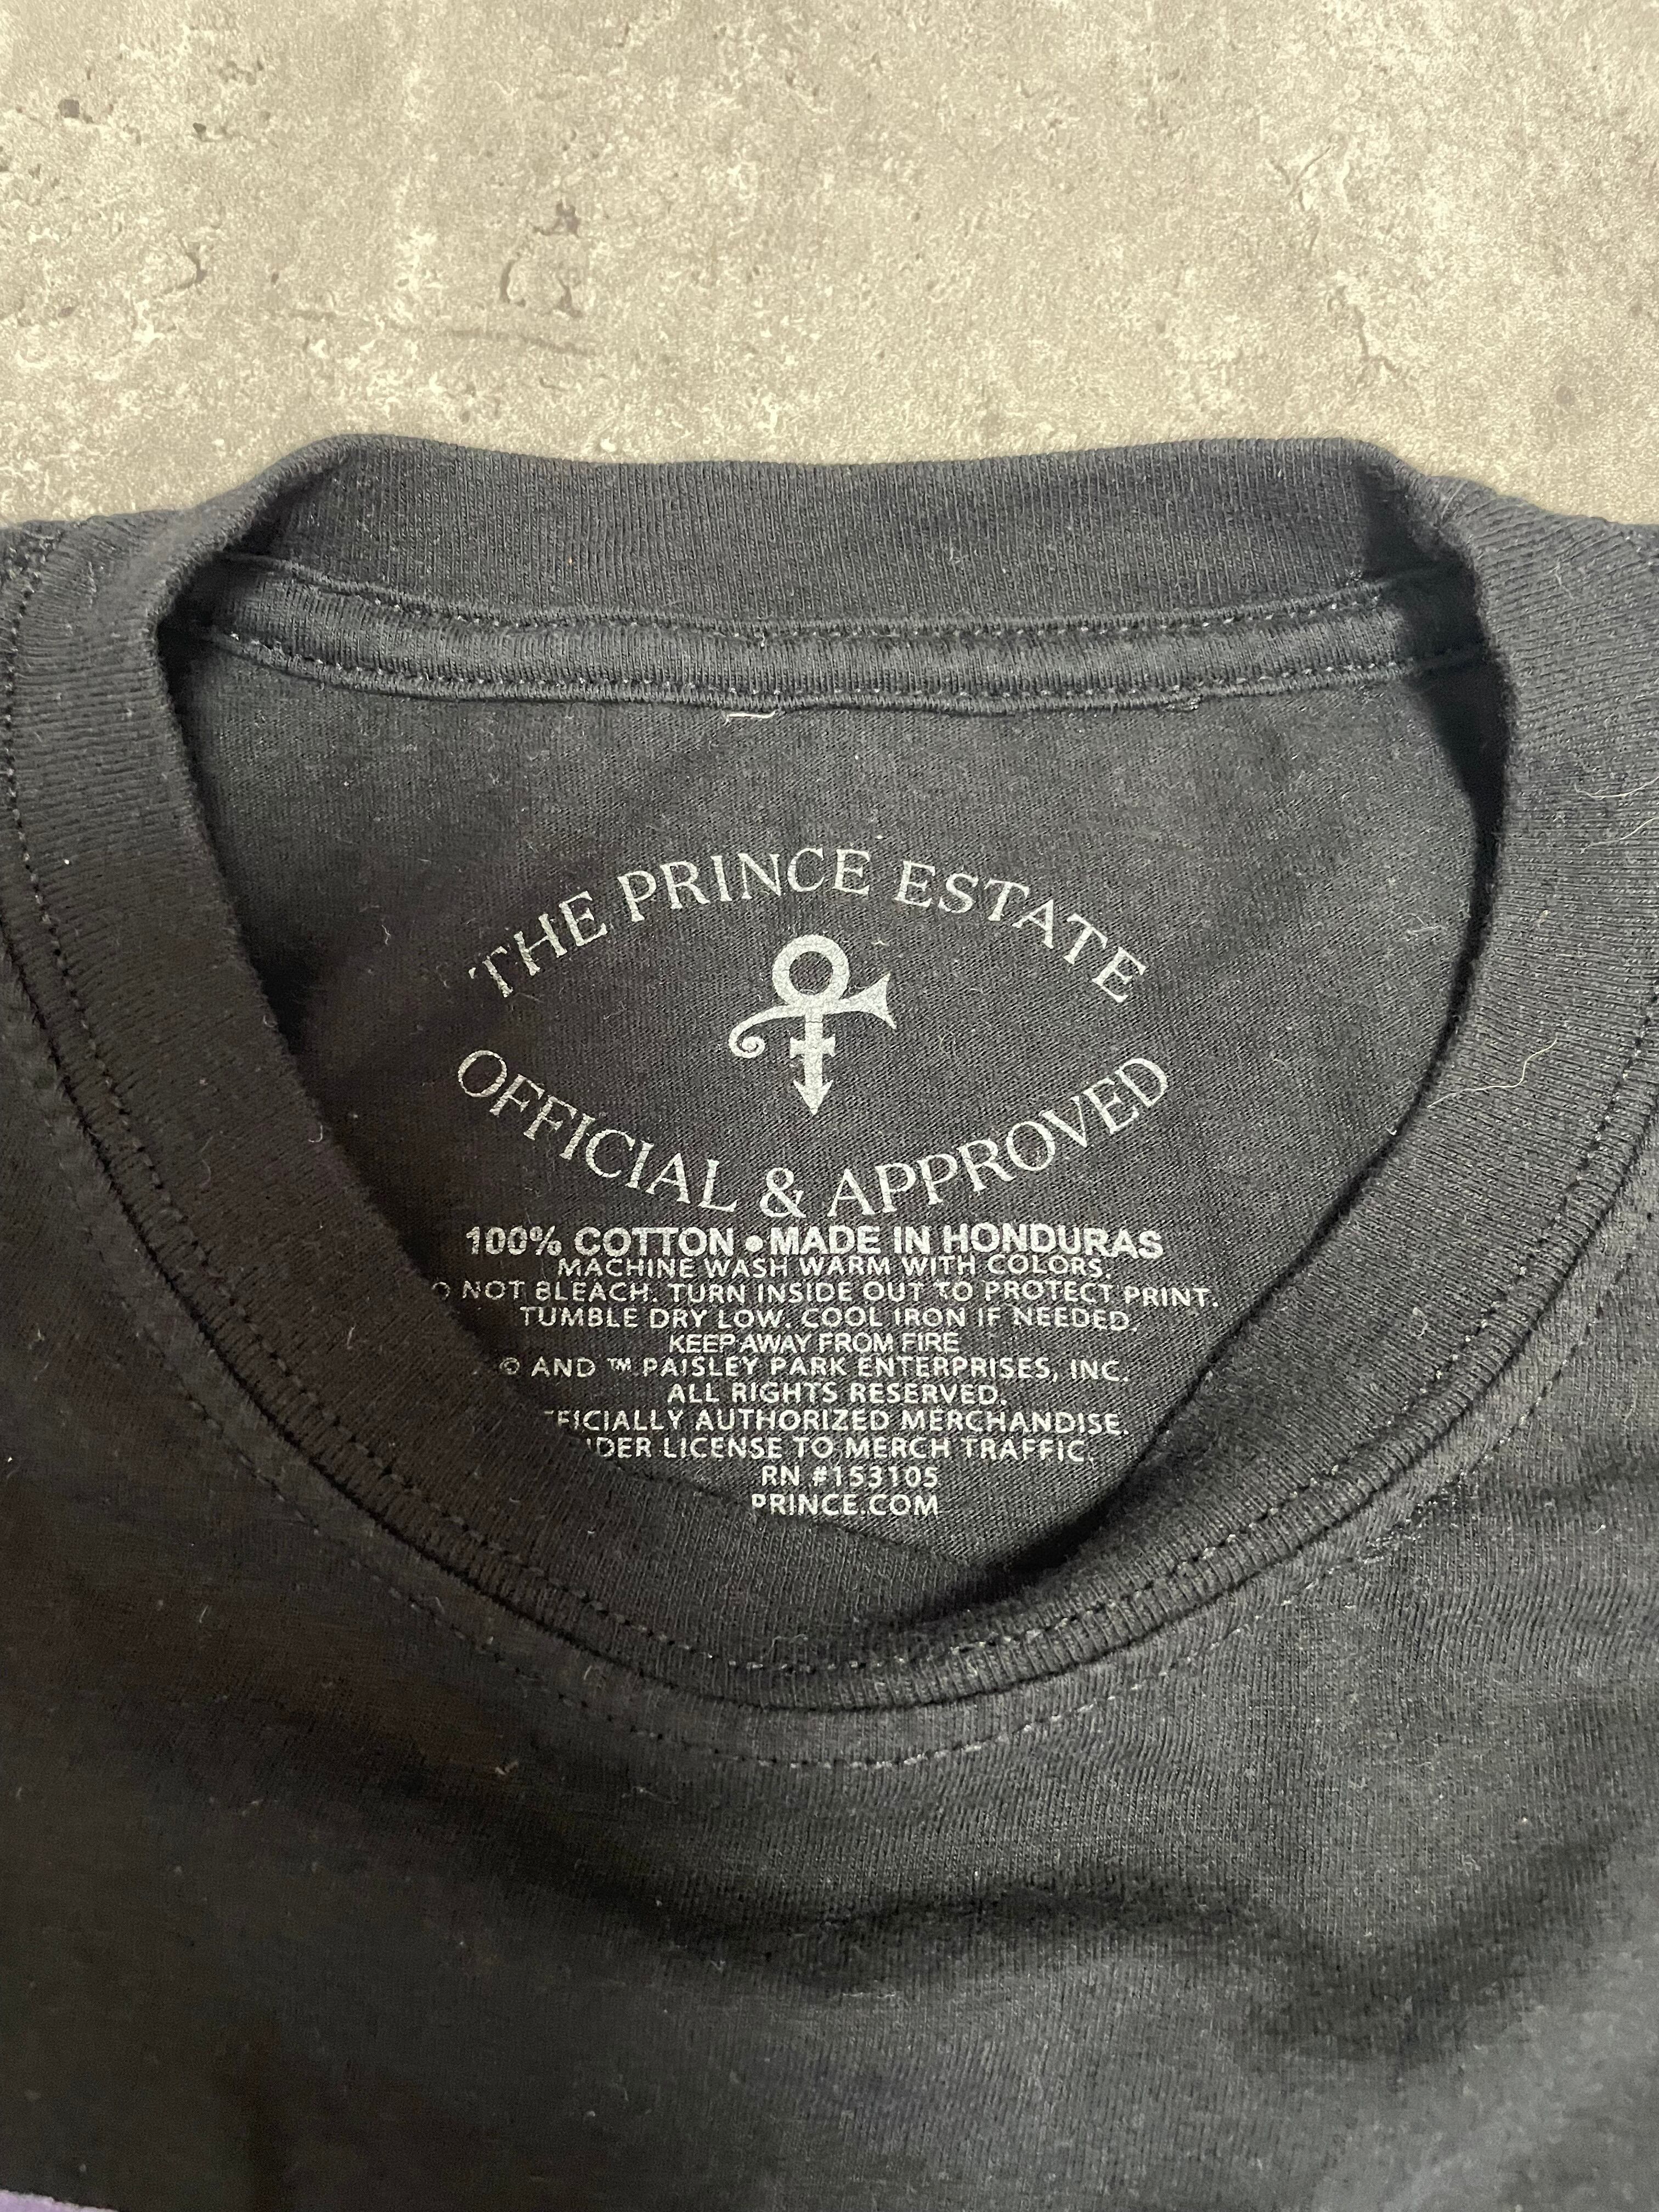 THE PRINCE ESTATE
OFFICIAL & APPROVED
100% COTTON • MADE IN HONDURAS
MACHINE WASH WARM WITH COLORS.
NOT BLEACH. TURN INSIDE OUT TO PROTECT PRINT.
TUMBLE DRY LOW. COOL IRON IF NEEDED.
KEEP AWAY FROM FIRE
© AND ™ PAISLEY PARK ENTERPRISES, INC.
ALL RIGHTS RESERVED.
AUTHORIZED MERCHANDISE.
LICENSE TO MERCH TRAFFIC.
RN #153105
PRINCE.COM